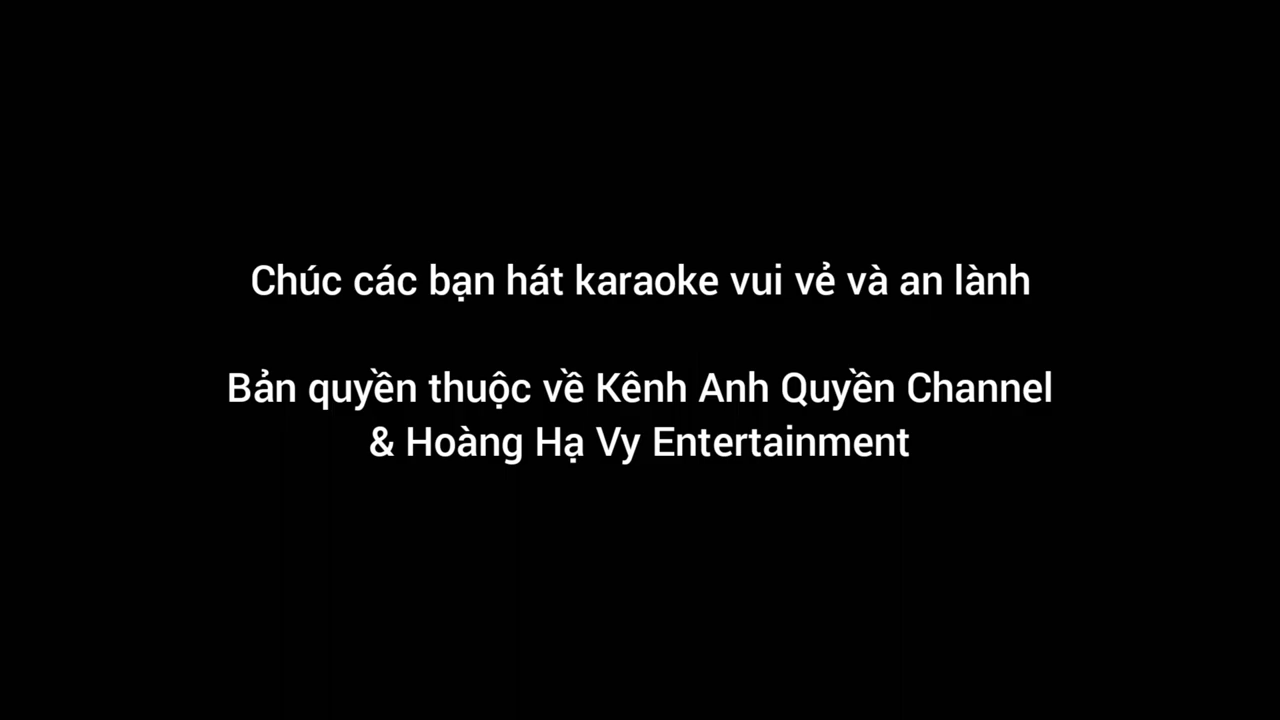 Chúc các bạn hát karaoke vui vẻ và an lành
Bản quyền thuộc về Kênh Anh Quyền Channel
& Hoàng Hạ Vy Entertainment